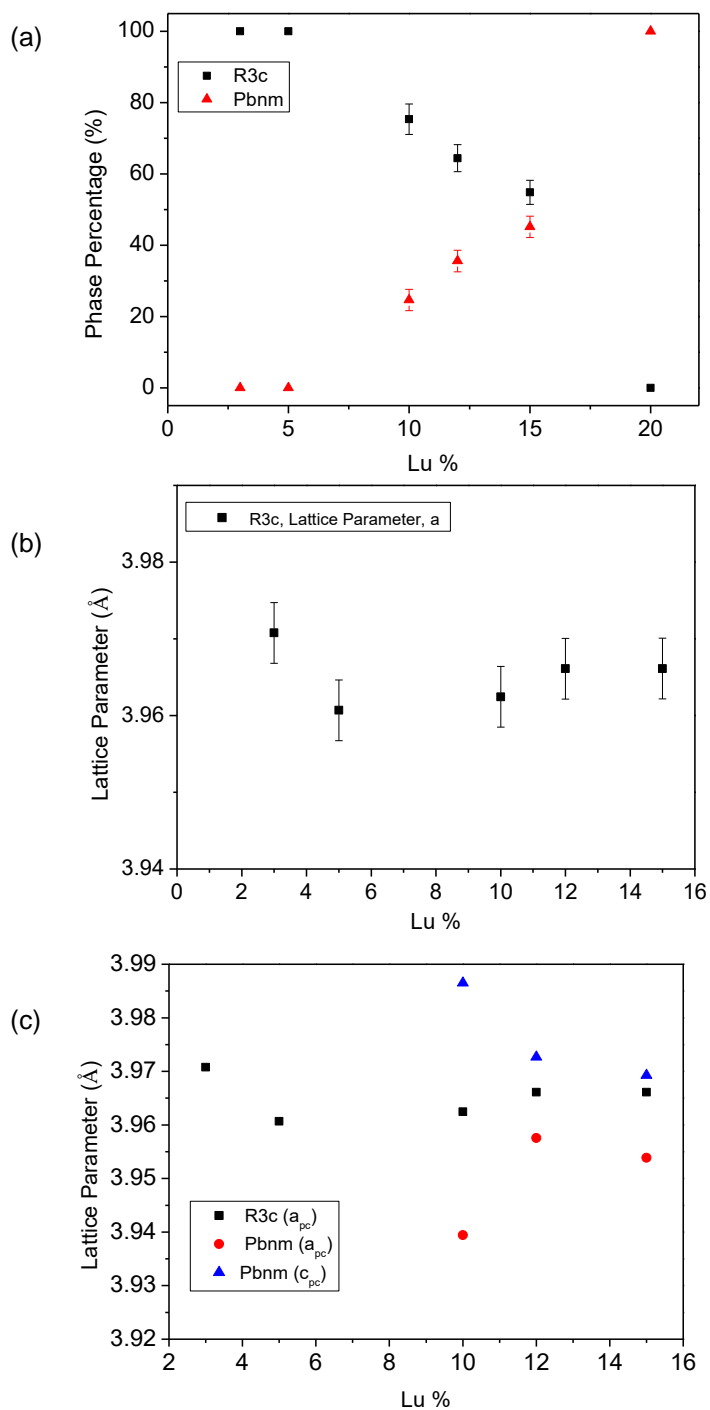 (a)
100
80
60
40
20
0
Phase Percentage (%)
R3c
Pbnm
0 5 10 15 20
Lu %
(b)
R3c, Lattice Parameter, a
3.98
3.96
3.94
Lattice Parameter (Å)
0 2 4 6 8 10 12 14 16
Lu %
(c)
3.99
3.98
3.97
3.96
3.95
3.94
3.93
3.92
Lattice Parameter (Å)
R3c (apc)
Pbnm (apc)
Pbnm (cpc)
2 4 6 8 10 12 14 16
Lu %